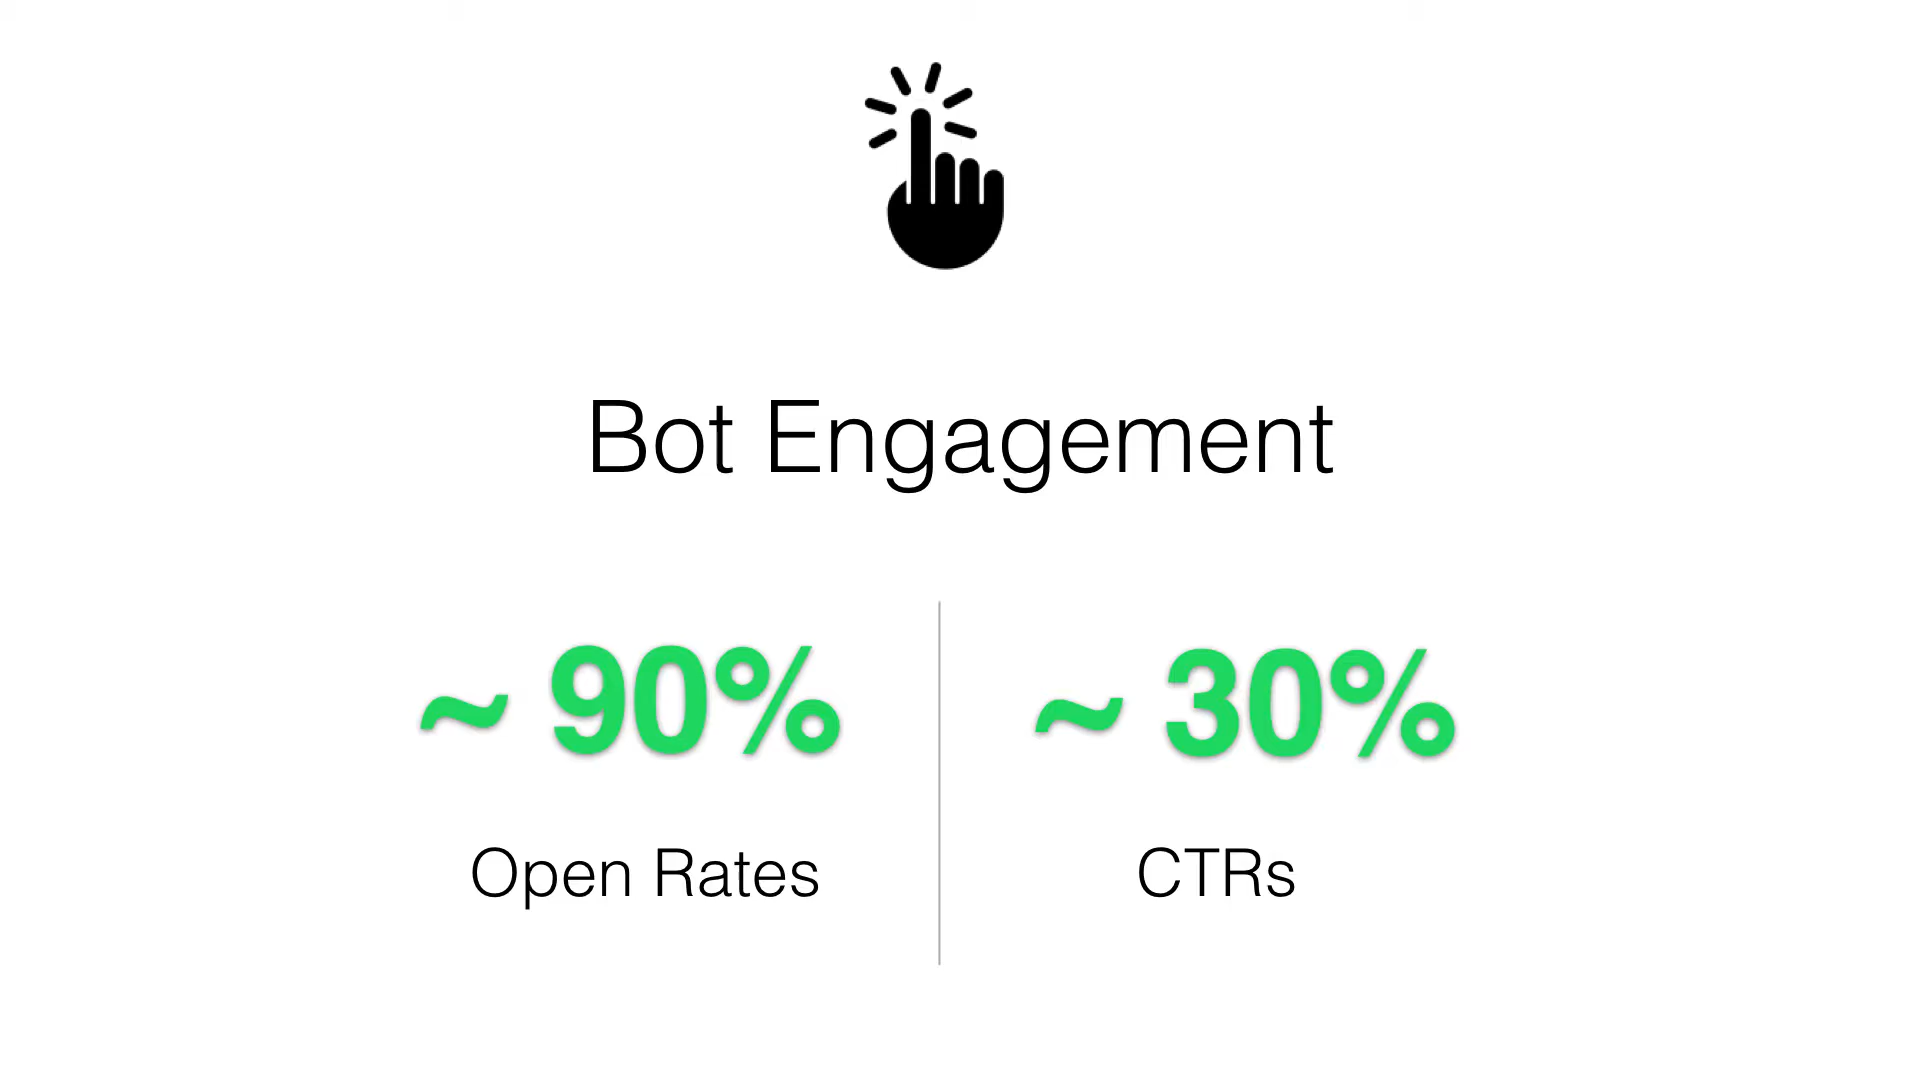 Bot Engagement
~ 90%
Open Rates
~ 30%
CTRs